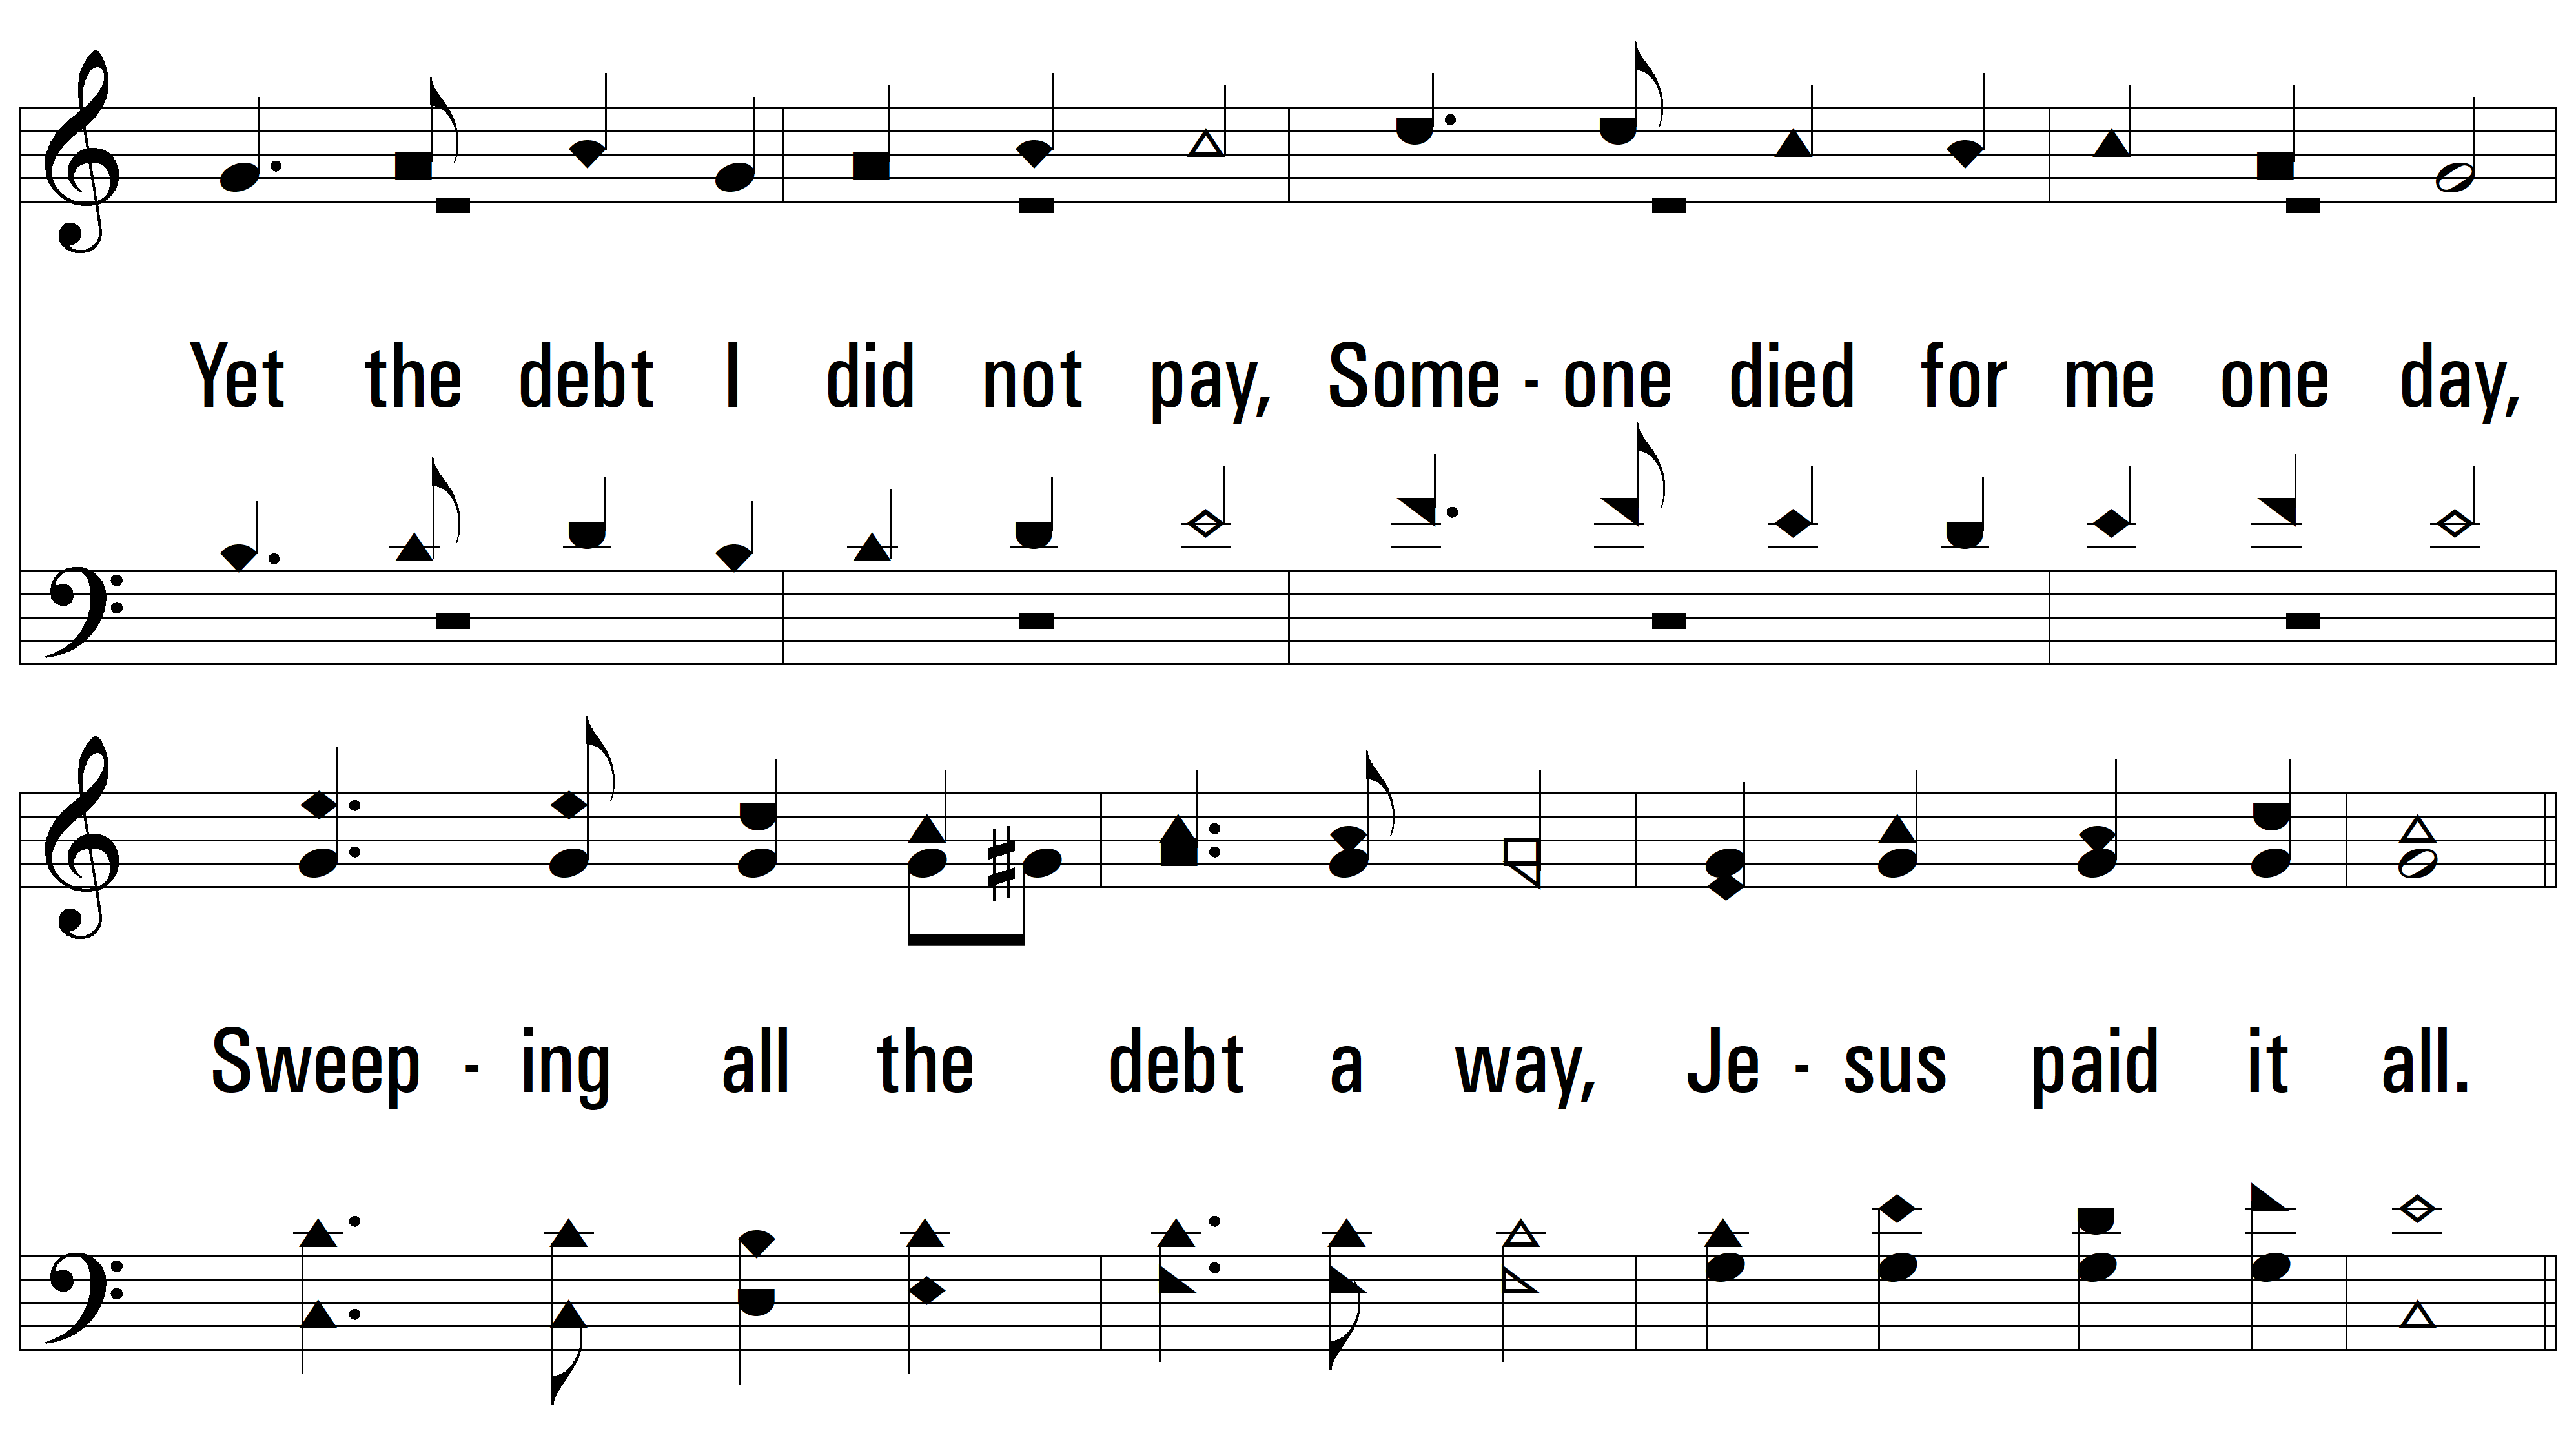 Yet the debt I did not pay, Some - one died for me one day,
Sweep - ing all the debt a way, Je - sus paid it all.